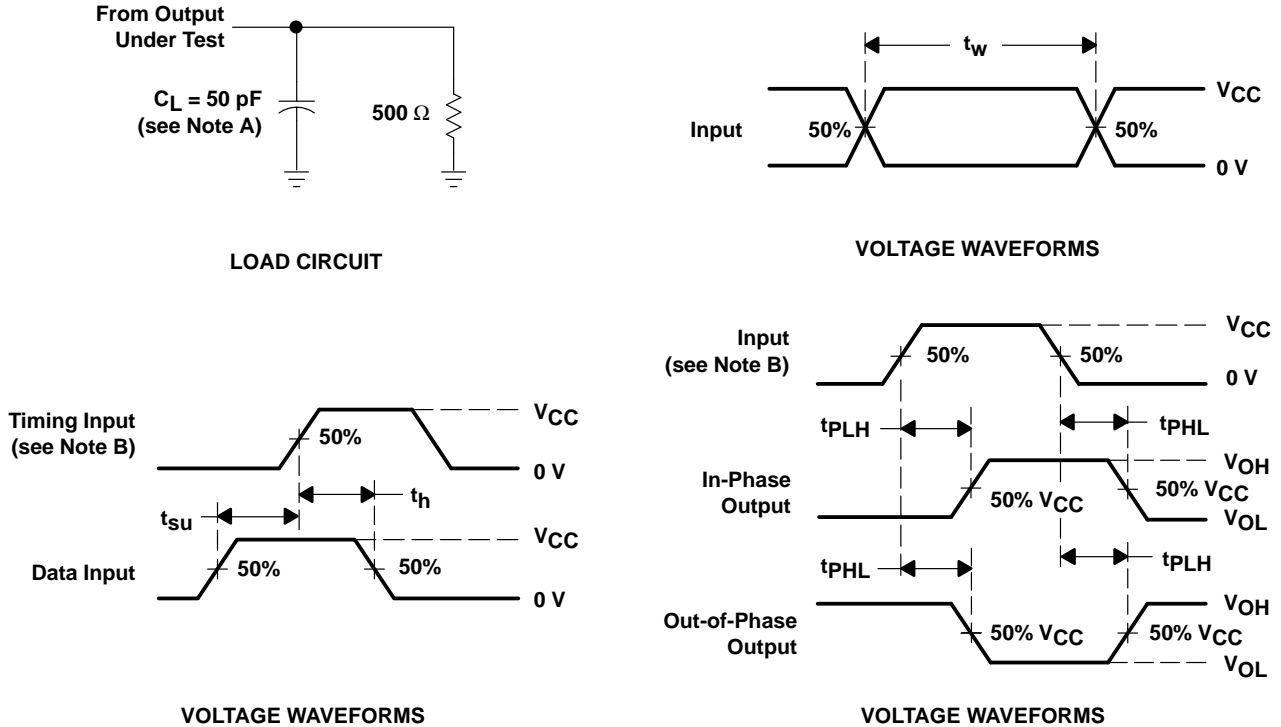 From Output
Under Test
CL = 50 pF
(see Note A)
500 Ω
LOAD CIRCUIT
tw
VCC
Input
50%
50%
0 V
VOLTAGE WAVEFORMS
Timing Input
(see Note B)
50%
VCC
0 V
th
tsu
Data Input
50%
50%
VCC
0 V
VOLTAGE WAVEFORMS
Input
(see Note B)
50%
50%
VCC
0 V
tPLH
tPHL
In-Phase
Output
50% VCC
VOH
50% VCC
VOL
tPHL
tPLH
Out-of-Phase
Output
50% VCC
VOH
50% VCC
VOL
VOLTAGE WAVEFORMS